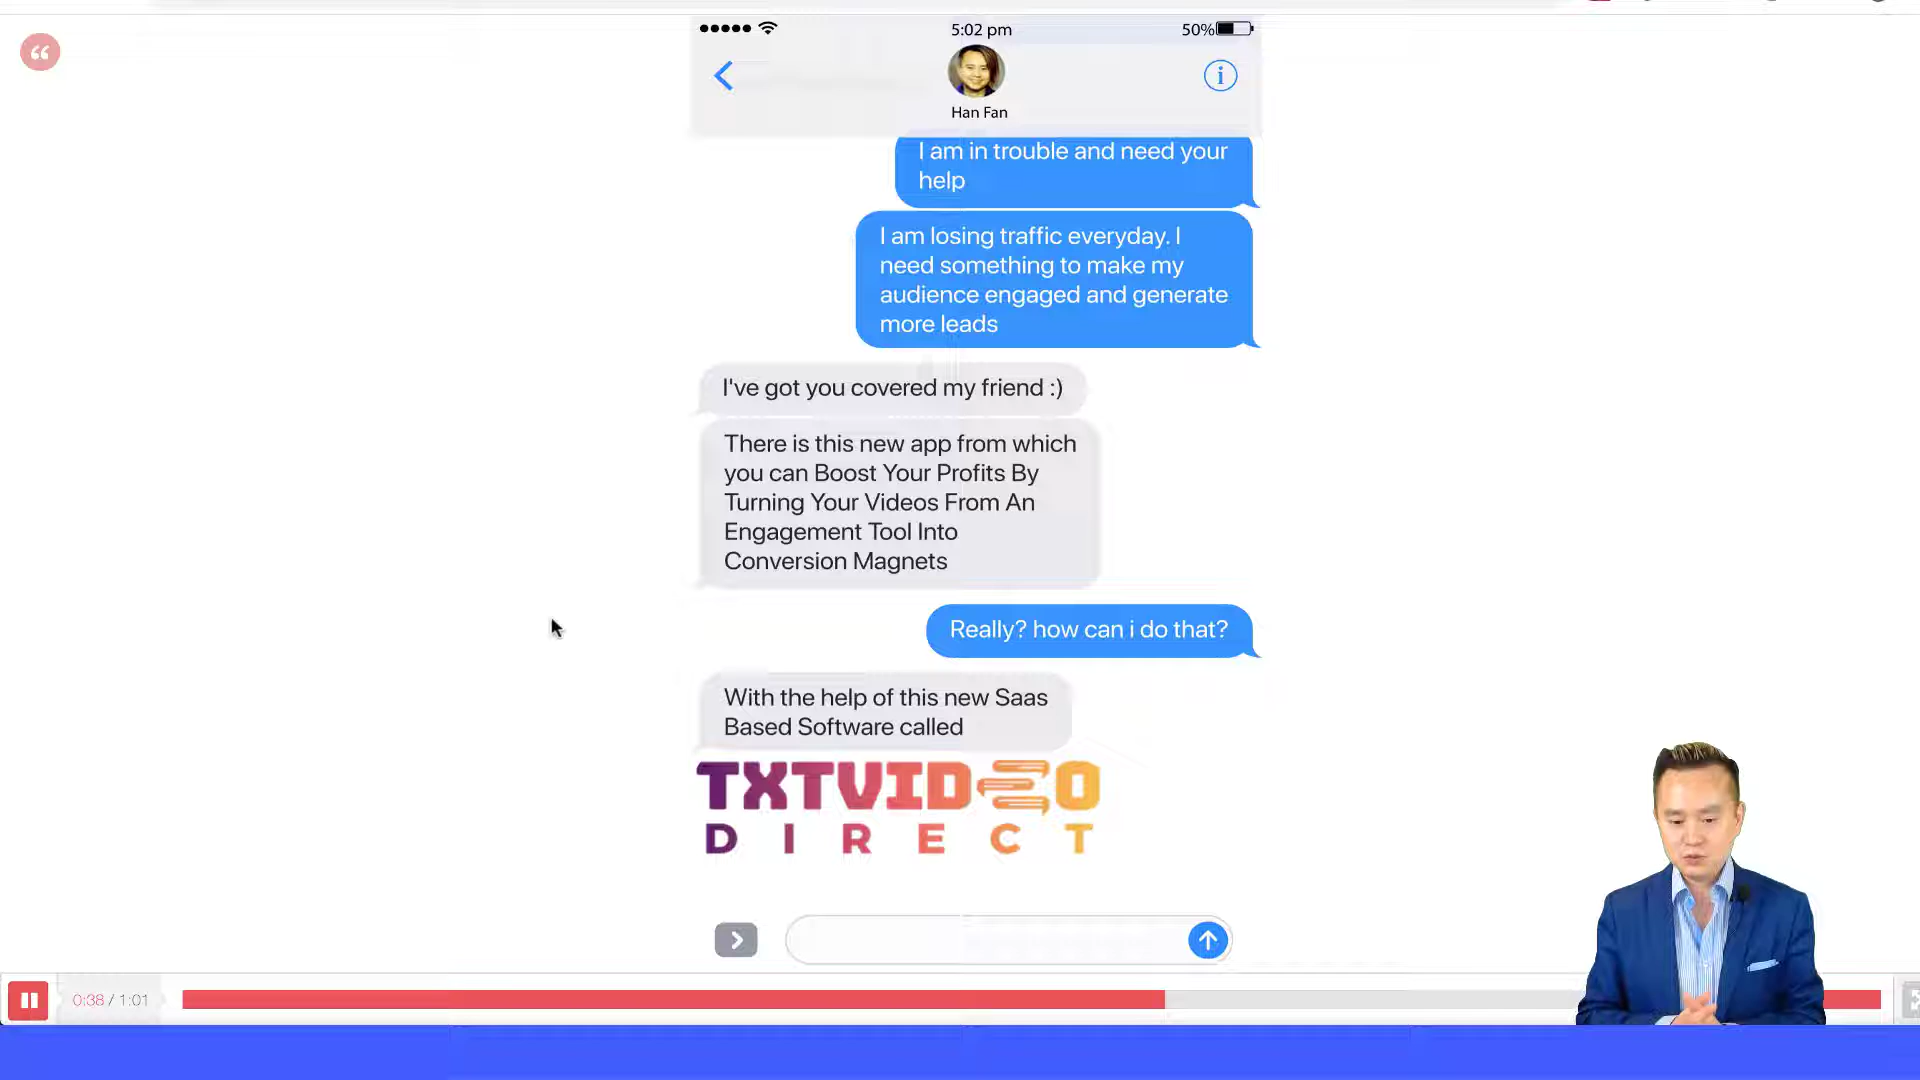 5:02 pm
50%
Han Fan
I am in trouble and need your
help
I am losing traffic everyday. I
need something to make my
audience engaged and generate
more leads
I've got you covered my friend :)
There is this new app from which
you can Boost Your Profits By
Turning Your Videos From An
Engagement Tool Into
Conversion Magnets
Really? how can i do that?
With the help of this new Saas
Based Software called
TXTVIDEO
DIRECT
0:38 / 1:01